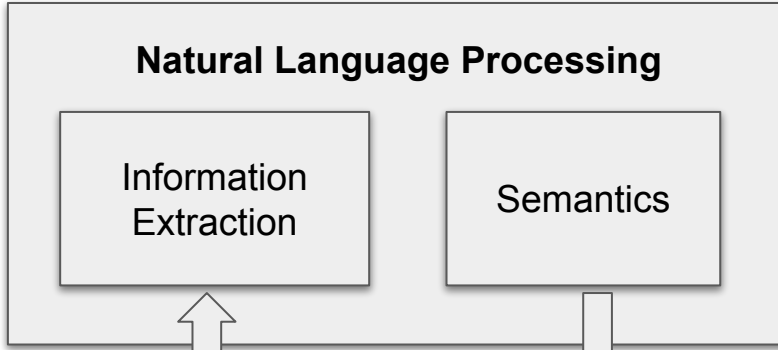 Natural Language Processing
Information
Extraction
Semantics